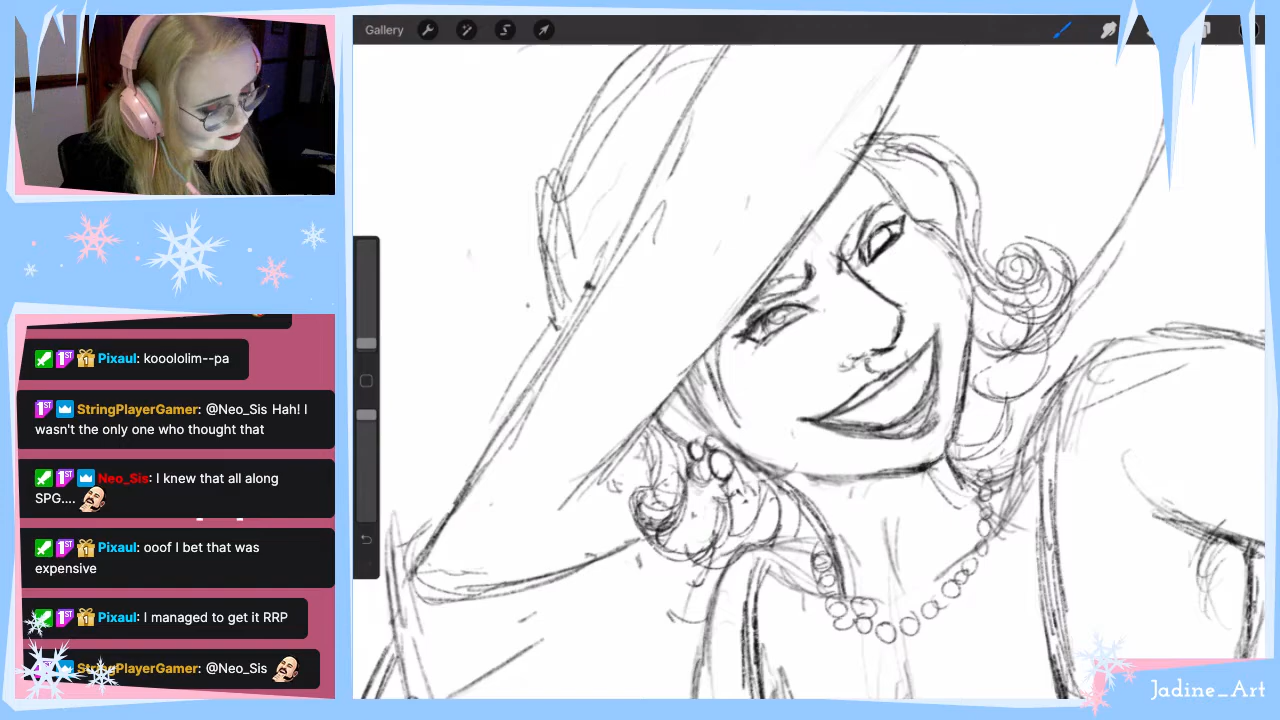 Gallery
Pixaul: kooololim--pa
StringPlayerGamer: @Neo_Sis Hah! I
wasn't the only one who thought that
Neo_Sis: I knew that all along
SPG....
Pixaul: ooof I bet that was
expensive
Pixaul: I managed to get it RRP
StringPlayerGamer: @Neo_Sis
Jadine_Art